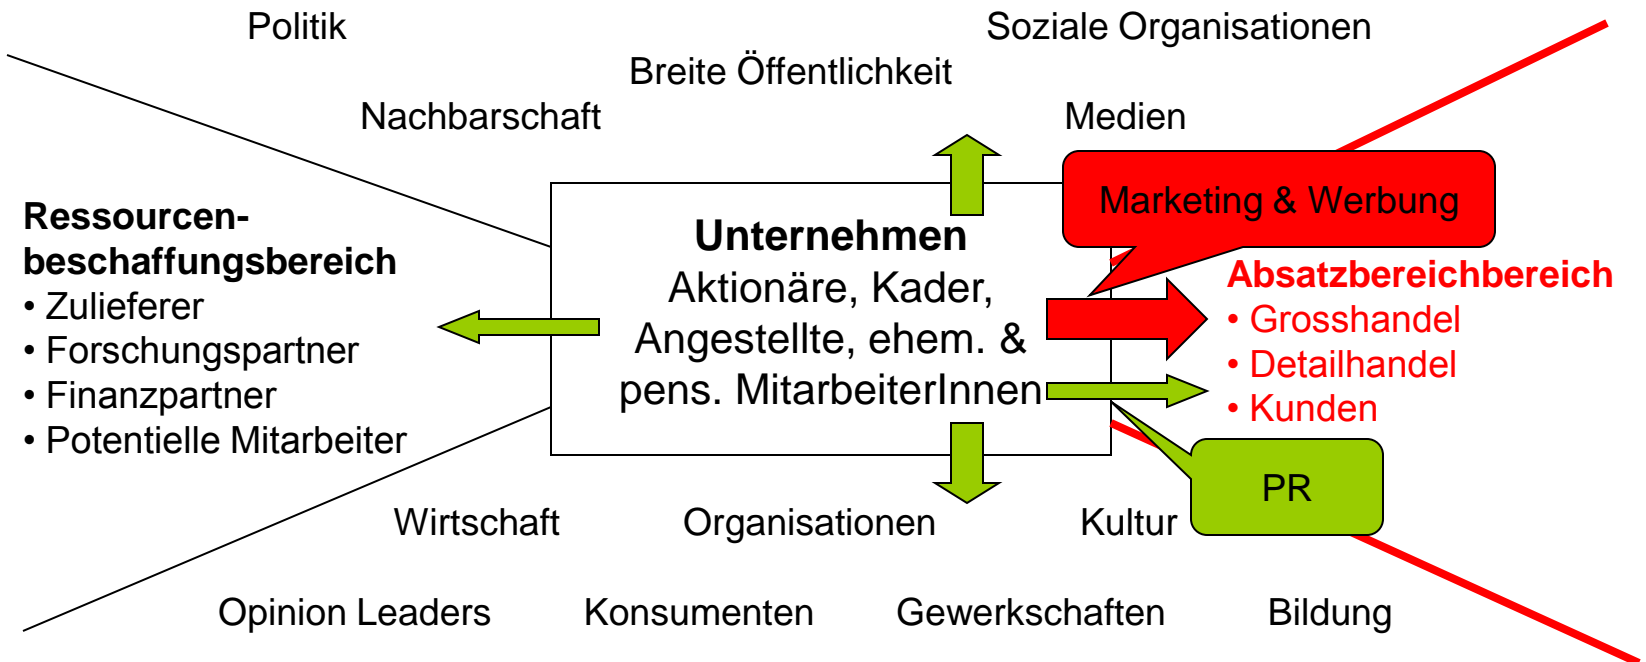 Politik
Soziale Organisationen
Breite Öffentlichkeit
Nachbarschaft
Medien
Marketing & Werbung
Ressourcen-
beschaffungsbereich
• Zulieferer
• Forschungspartner
• Finanzpartner
• Potentielle Mitarbeiter
Unternehmen
Aktionäre, Kader,
Angestellte, ehem. &
pens. MitarbeiterInnen
Absatzbereichbereich
• Grosshandel
• Detailhandel
• Kunden
PR
Wirtschaft
Organisationen
Kultur
Opinion Leaders
Konsumenten
Gewerkschaften
Bildung